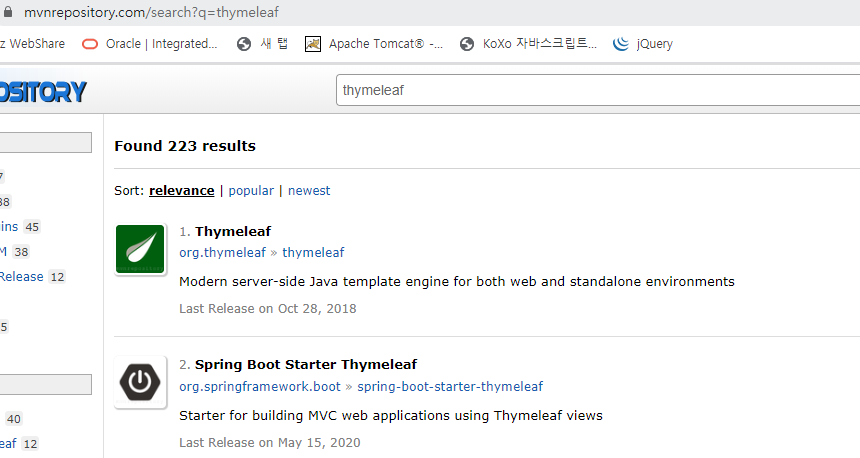 mvnrepository.com/search?q=thymeleaf
z WebShare Oracle | Integrated... 새 탭 Apache Tomcat® -... KoXo 자바스크립트... jQuery
OSITORY
thymeleaf
Found 223 results
Sort: relevance | popular | newest
38
ins 45
M 38
Release 12
5
40
eaf 12
1. Thymeleaf
org.thymeleaf » thymeleaf
Modern server-side Java template engine for both web and standalone environments
Last Release on Oct 28, 2018
2. Spring Boot Starter Thymeleaf
org.springframework.boot » spring-boot-starter-thymeleaf
Starter for building MVC web applications using Thymeleaf views
Last Release on May 15, 2020